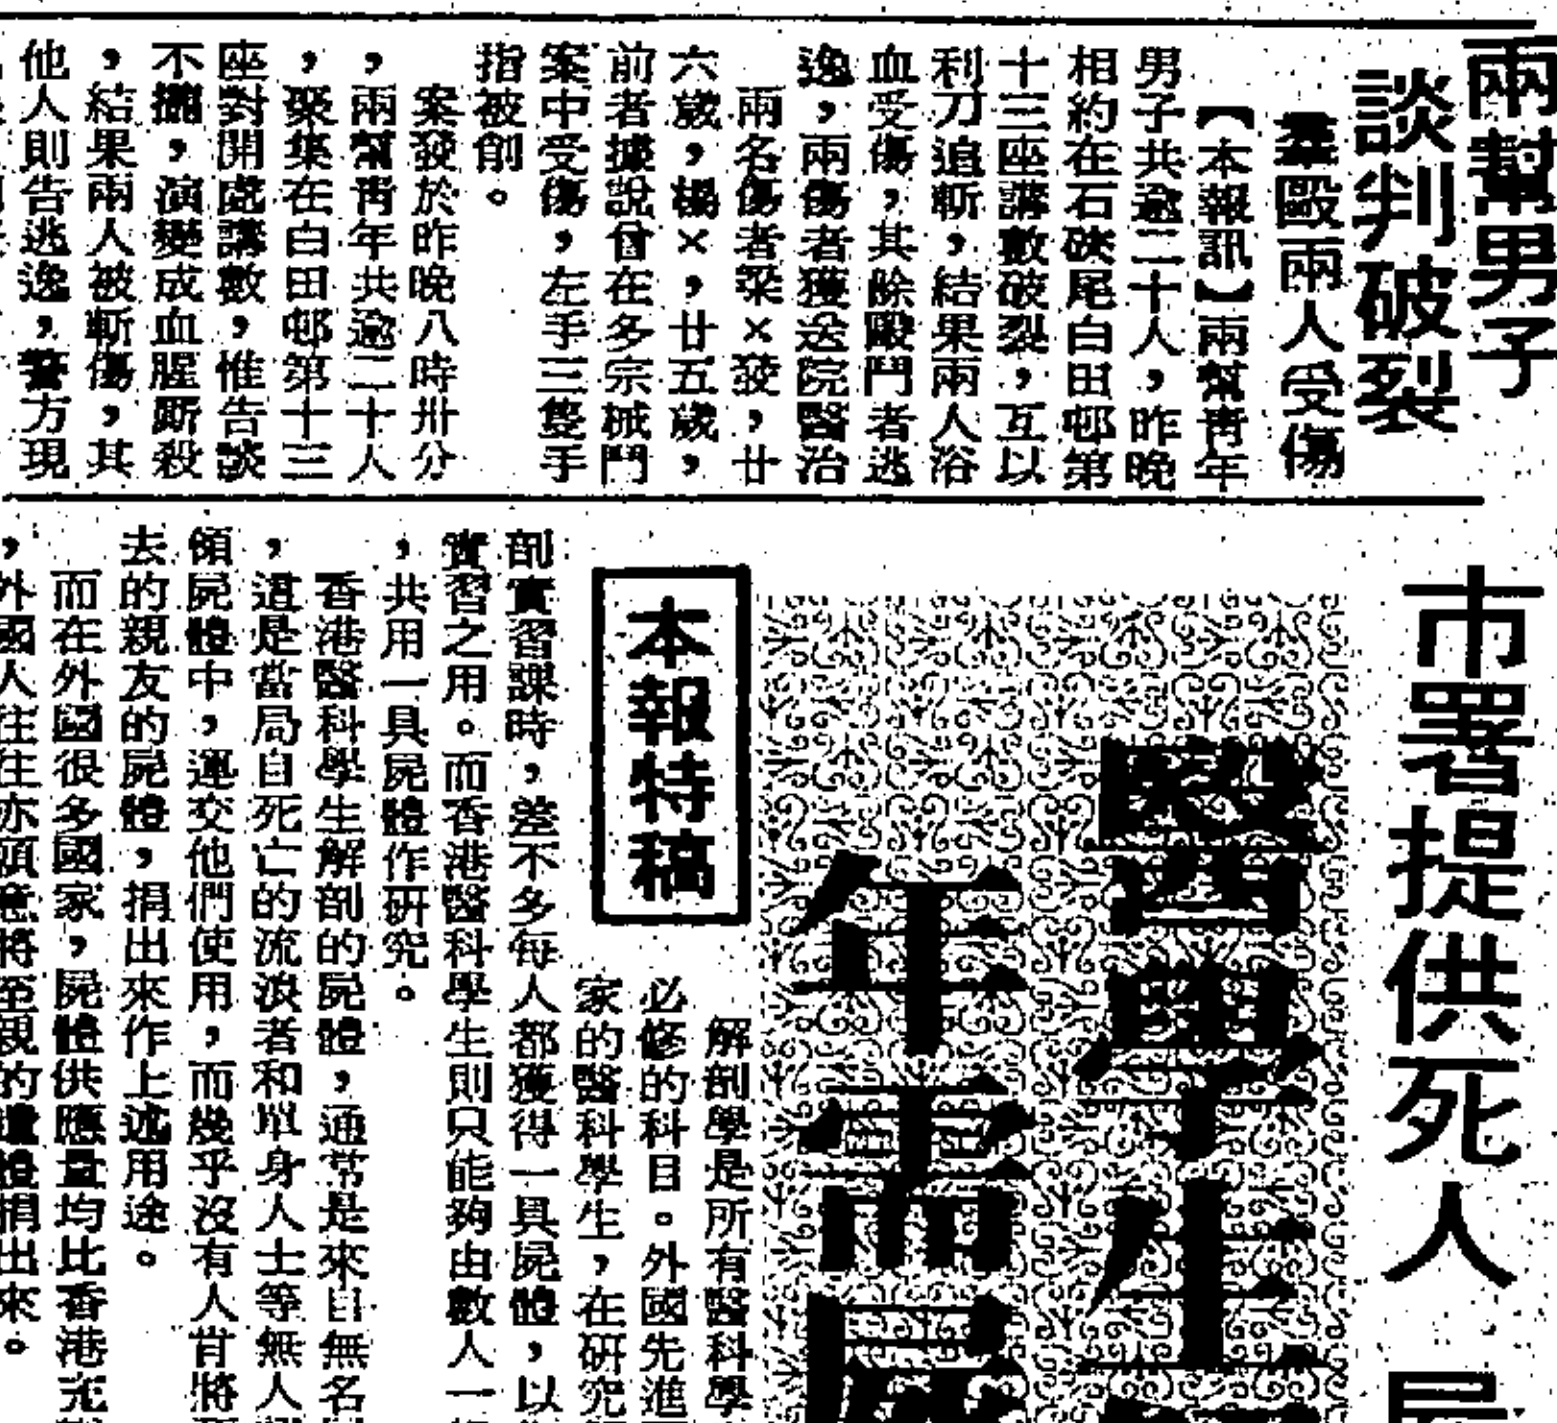 兩幫男子
談判破裂
羣毆兩人受傷
【本報訊】兩幫青年
男子共逾二十人，昨晚
相約在石硤尾白田邨第
十三座講數破裂，互以
利刀追斬，結果兩人浴
血受傷，其餘毆鬥者逃
逸，兩傷者獲送院醫治
兩名傷者梁×發，廿
六歲，楊×，廿五歲，
前者據說曾在多宗械鬥
案中受傷，左手三隻手
指被創。
案發於昨晚八時卅分
，兩幫青年共逾二十人
，聚集在白田邨第十三
座對開處講數，惟告談
不攏，演變成血腥廝殺
，結果兩人被斬傷，其
他人則告逃逸，警方現
市署提供死人
醫學生
年需屍
本報特稿
解剖學是所有醫科學
必修的科目。外國先進
家的醫科學生，在研究
剖實習課時，差不多每人都獲得一具屍體，以
實習之用。而香港醫科學生則只能夠由數人一
，共用一具屍體作研究。
香港醫科學生解剖的屍體，通常是來自無名
，這是當局自死亡的流浪者和單身人士等無人
領屍體中，運交他們使用，而幾乎沒有人肯將
去的親友的屍體，捐出來作上述用途。
而在外國很多國家，屍體供應量均比香港充
，外國人往往亦願意將至親的遺體捐出來。